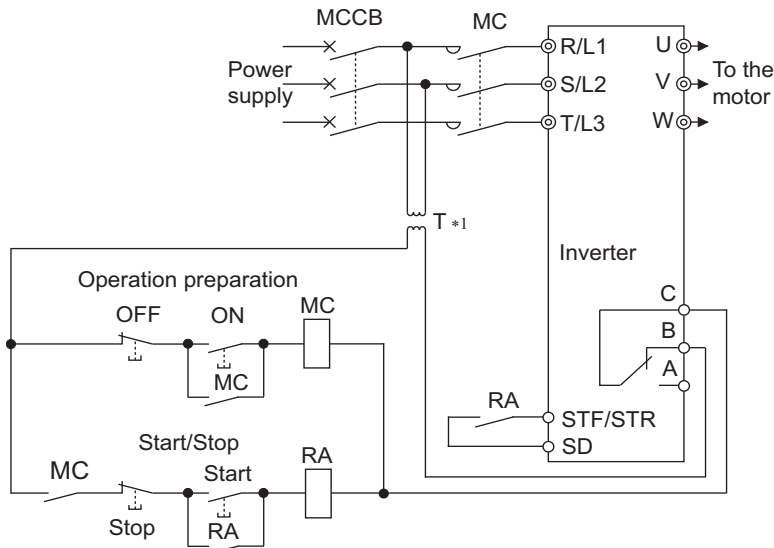 MCCB
MC
R/L1
U
Power
supply
S/L2
V
To the
motor
T/L3
W
T *1
Inverter
Operation preparation
OFF
ON
MC
MC
C
B
A
RA
STF/STR
SD
Start/Stop
MC
Start
RA
Stop
RA